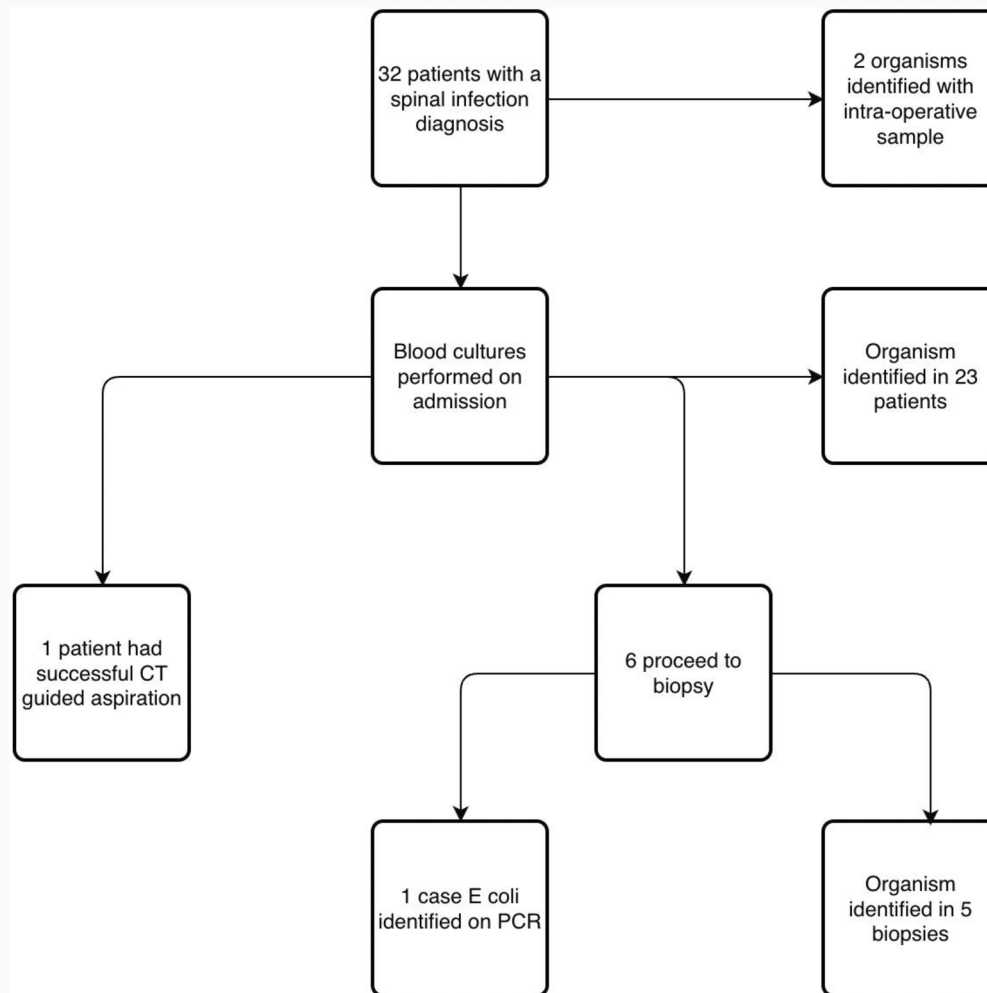 32 patients with a
spinal infection
diagnosis
2 organisms
identified with
intra-operative
sample
Blood cultures
performed on
admission
Organism
identified in 23
patients
1 patient had
successful CT
guided aspiration
6 proceed to
biopsy
1 case E coli
identified on PCR
Organism
identified in 5
biopsies